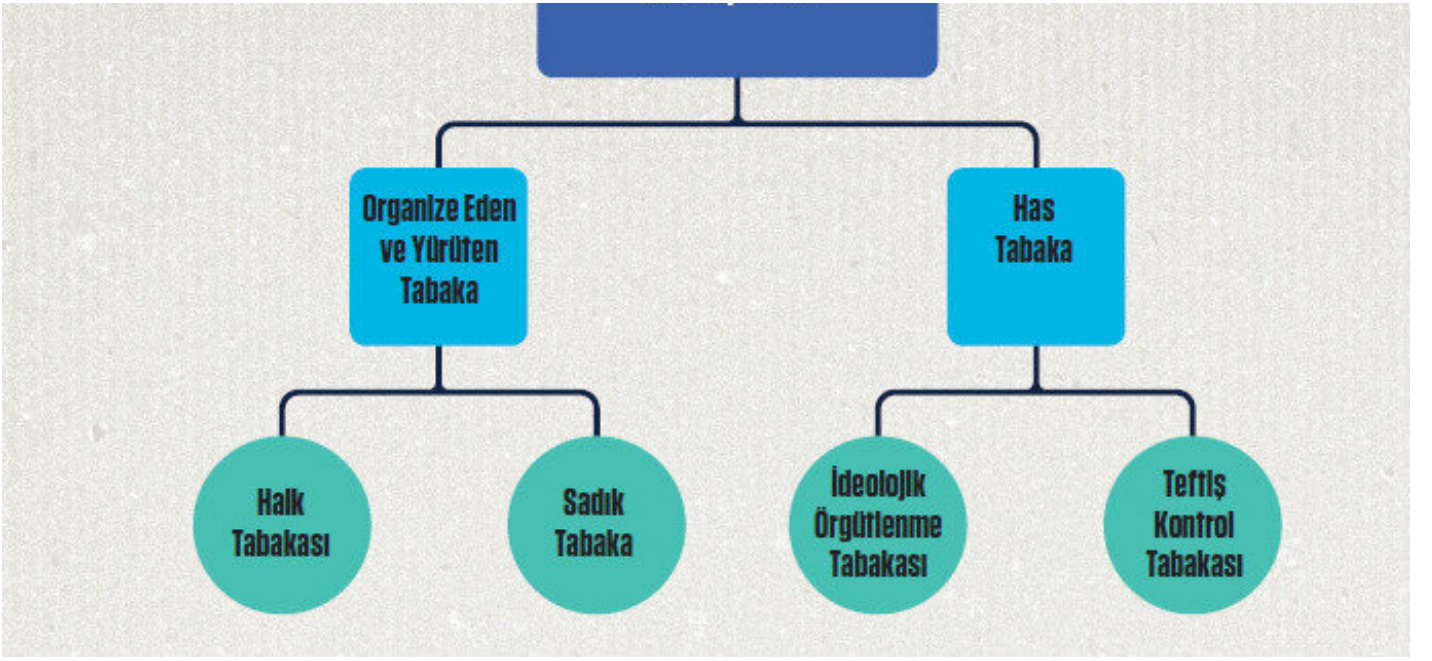 Organize Eden
ve Yürüten
Tabaka
Has
Tabaka
Halk
Tabakası
Sadık
Tabaka
İdeolojik
Örgütlenme
Tabakası
Teftiş
Kontrol
Tabakası